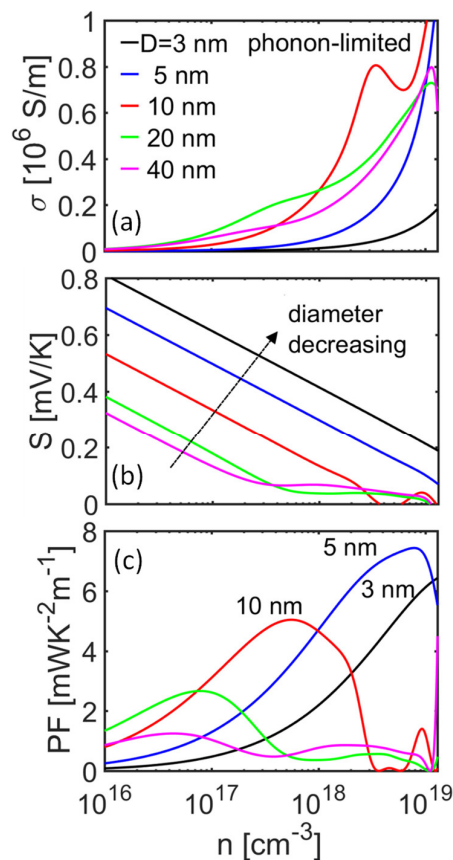 σ [10⁶ S/m]
1
0.8
0.6
0.4
0.2
0
D=3 nm phonon-limited
5 nm
10 nm
20 nm
40 nm
(a)
S [mV/K]
0.8
0.6
0.4
0.2
0
diameter
decreasing
(b)
PF [mWK⁻²m⁻¹]
8
6
4
2
0
(c)
5 nm
3 nm
10 nm
10¹⁶ 10¹⁷ 10¹⁸ 10¹⁹
n [cm⁻³]